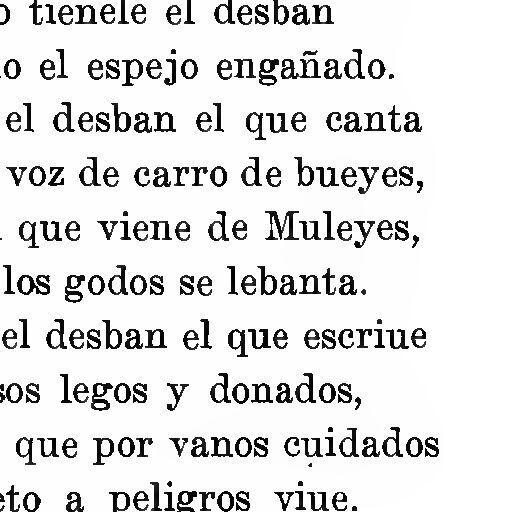 tienele el desban
el espejo engañado.
el desban el que canta
voz de carro de bueyes,
que viene de Muleyes,
los godos se lebanta.
el desban el que escriue
legos y donados,
que por vanos cuidados
a peligros viue.